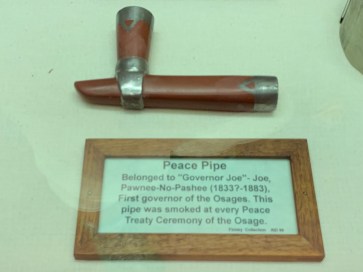 Peace Pipe
Belonged to "Governor Joe"- Joe,
Pawnee-No-Pashee (1833?-1883),
First governor of the Osages. This
pipe was smoked at every Peace
Treaty Ceremony of the Osage.
Collection